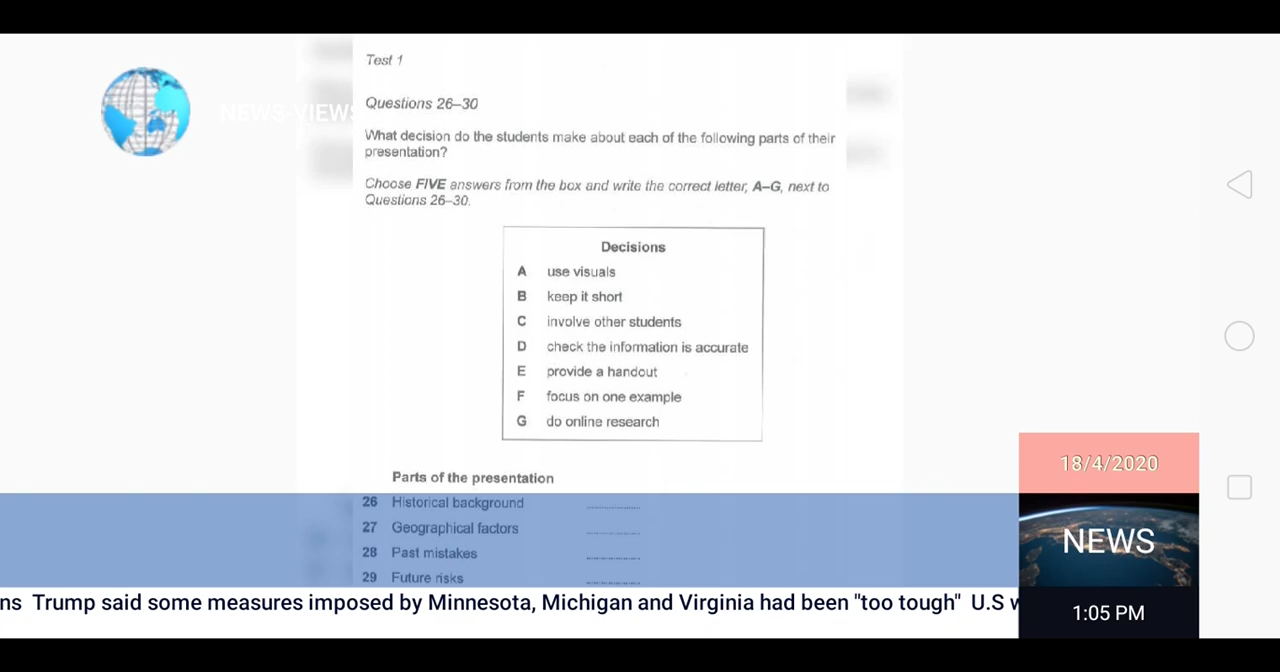 Test 1
NEWS-VIEWS
Questions 26–30
What decision do the students make about each of the following parts of their
presentation?
Choose FIVE answers from the box and write the correct letter, A–G, next to
Questions 26–30.
Decisions
A use visuals
B keep it short
C involve other students
D check the information is accurate
E provide a handout
F focus on one example
G do online research
Parts of the presentation
26 Historical background ....................
27 Geographical factors ....................
28 Past mistakes ....................
29 Future risks ....................
18/4/2020
NEWS
ns Trump said some measures imposed by Minnesota, Michigan and Virginia had been "too tough" U.S
1:05 PM